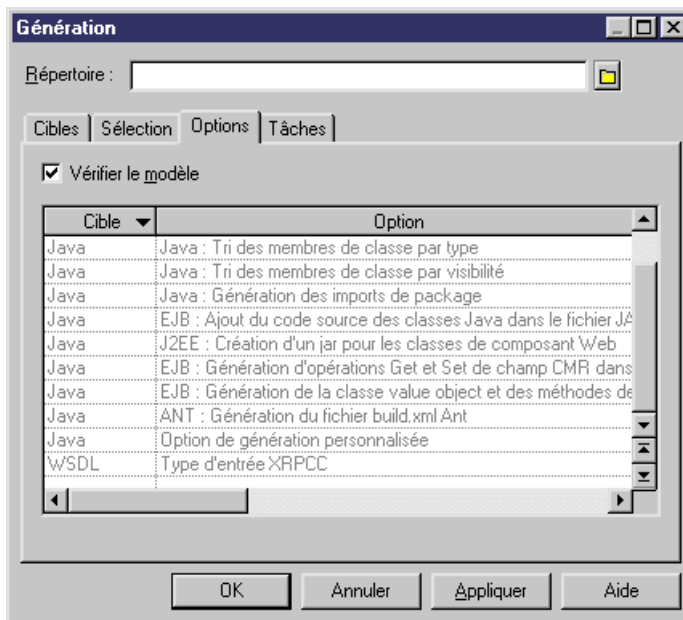 Génération
Répertoire :
Cibles Sélection Options Tâches
Vérifier le modèle
Cible Option
Java Java : Tri des membres de classe par type
Java Java : Tri des membres de classe par visibilité
Java Java : Génération des imports de package
Java EJB : Ajout du code source des classes Java dans le fichier JA
Java J2EE : Création d'un jar pour les classes de composant Web
Java EJB : Génération d'opérations Get et Set de champ CMR dans
Java EJB : Génération de la classe value object et des méthodes de
Java ANT : Génération du fichier build.xml Ant
Java Option de génération personnalisée
WSDL Type d'entrée XRPCC
OK Annuler Appliquer Aide